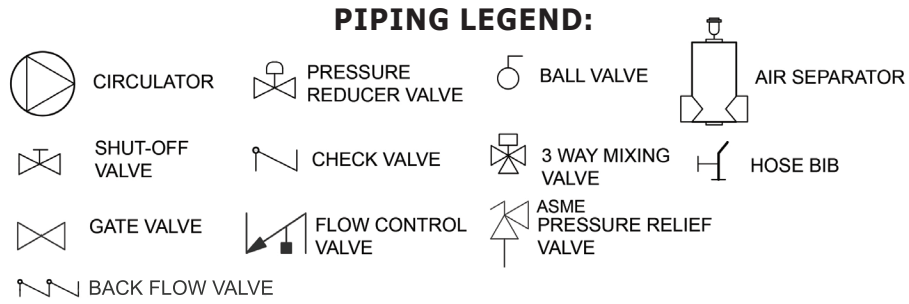 PIPING LEGEND:
CIRCULATOR
PRESSURE
REDUCER VALVE
BALL VALVE
AIR SEPARATOR
SHUT-OFF
VALVE
CHECK VALVE
3 WAY MIXING
VALVE
HOSE BIB
GATE VALVE
FLOW CONTROL
VALVE
ASME
PRESSURE RELIEF
VALVE
BACK FLOW VALVE